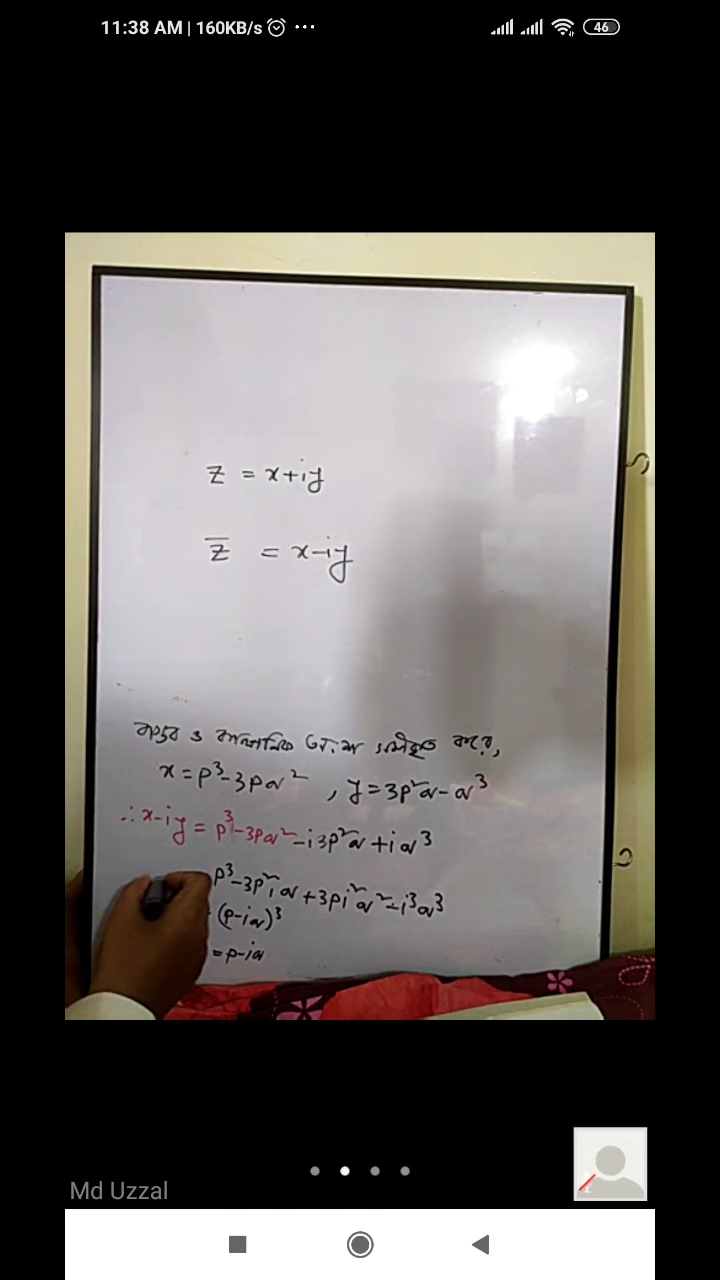 11:38 AM | 160KB/s ...
46
z = x+iy
z̅ = x-iy
বাস্তব ও কাল্পনিক অংশ সমীকৃত করে,
x = p³-3pq², y = 3p²q-q³
∴ x-iy = p³-3pq²-i3p²q+iq³
p³-3p²iq+3pi²q²-i³q³
(p-iq)³
=p-iq
Md Uzzal